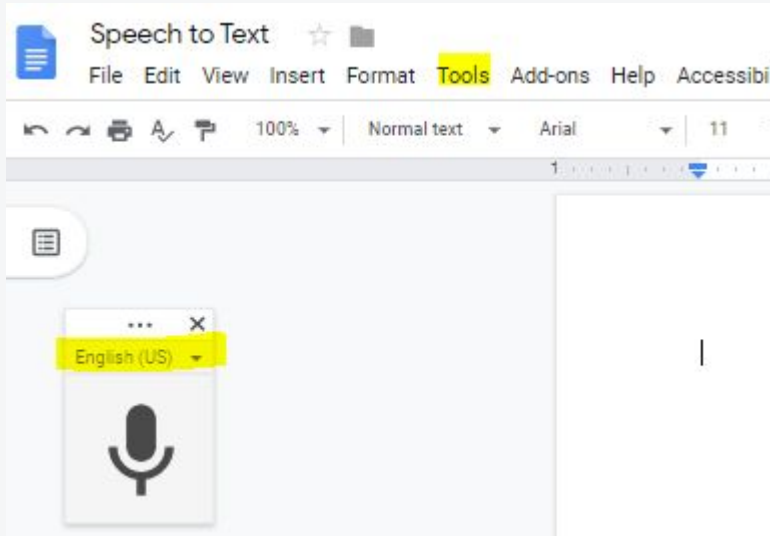 Speech to Text
File Edit View Insert Format Tools Add-ons Help Accessibi
100% Normal text Arial 11
1
English (US)